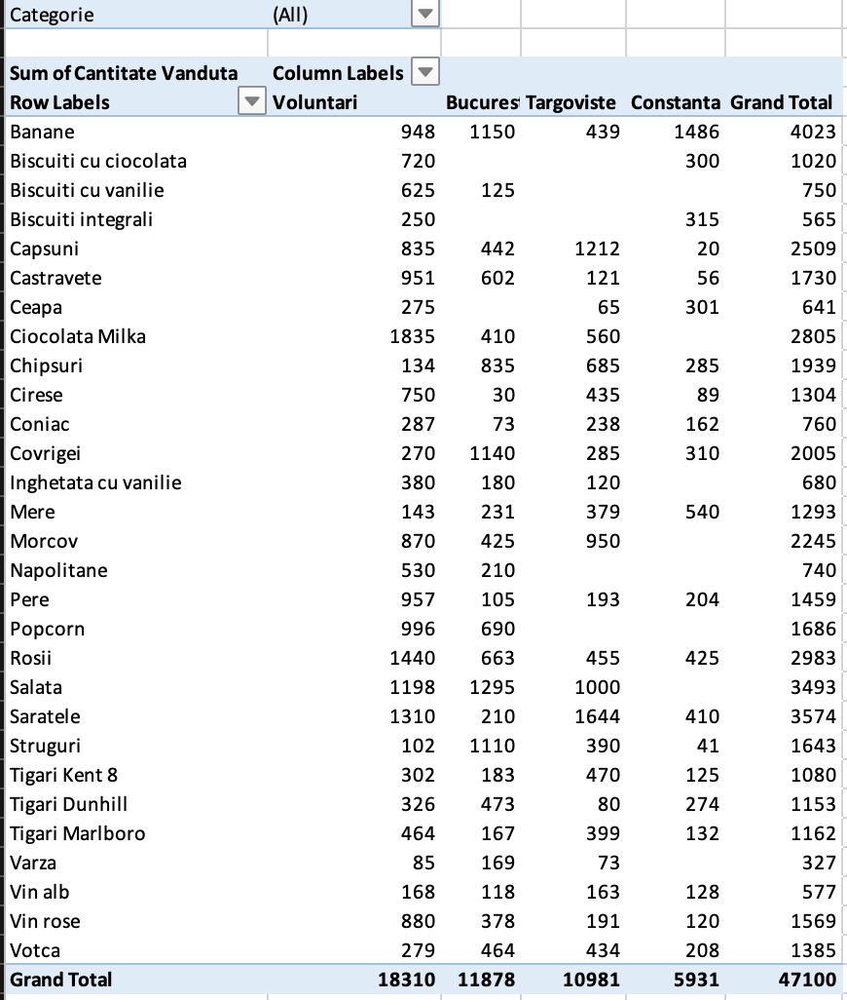 Categorie (All)
Sum of Cantitate Vanduta Column Labels
Row Labels Voluntari Bucures Targoviste Constanta Grand Total
Banane 948 1150 439 1486 4023
Biscuiti cu ciocolata 720 300 1020
Biscuiti cu vanilie 625 125 750
Biscuiti integrali 250 315 565
Capsuni 835 442 1212 20 2509
Castravete 951 602 121 56 1730
Ceapa 275 65 301 641
Ciocolata Milka 1835 410 560 2805
Chipsuri 134 835 685 285 1939
Cirese 750 30 435 89 1304
Coniac 287 73 238 162 760
Covrigei 270 1140 285 310 2005
Inghetata cu vanilie 380 180 120 680
Mere 143 231 379 540 1293
Morcov 870 425 950 2245
Napolitane 530 210 740
Pere 957 105 193 204 1459
Popcorn 996 690 1686
Rosii 1440 663 455 425 2983
Salata 1198 1295 1000 3493
Saratele 1310 210 1644 410 3574
Struguri 102 1110 390 41 1643
Tigari Kent 8 302 183 470 125 1080
Tigari Dunhill 326 473 80 274 1153
Tigari Marlboro 464 167 399 132 1162
Varza 85 169 73 327
Vin alb 168 118 163 128 577
Vin rose 880 378 191 120 1569
Votca 279 464 434 208 1385
Grand Total 18310 11878 10981 5931 47100